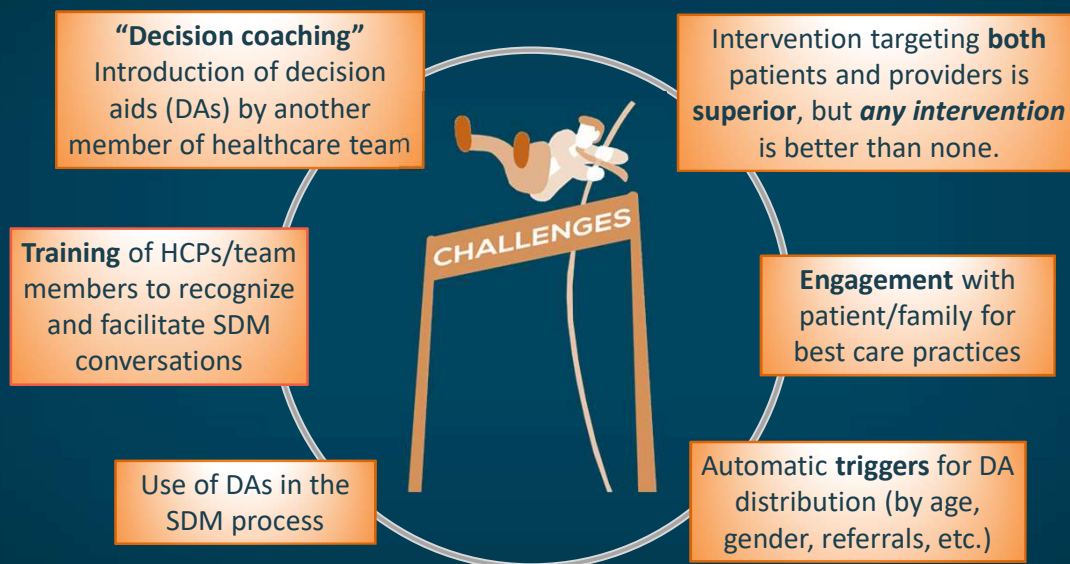 “Decision coaching”
Introduction of decision
aids (DAs) by another
member of healthcare team
Intervention targeting both
patients and providers is
superior, but any intervention
is better than none.
CHALLENGES
Training of HCPs/team
members to recognize
and facilitate SDM
conversations
Engagement with
patient/family for
best care practices
Use of DAs in the
SDM process
Automatic triggers for DA
distribution (by age,
gender, referrals, etc.)